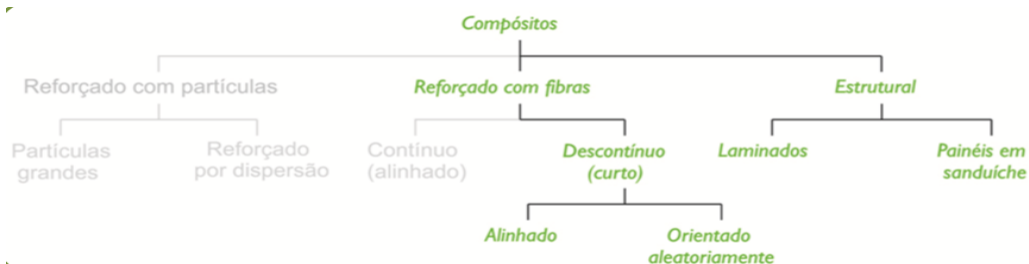 Compósitos
Reforçado com partículas
Reforçado com fibras
Estrutural
Partículas
grandes
Reforçado
por dispersão
Contínuo
(alinhado)
Descontínuo
(curto)
Laminados
Painéis em
sanduíche
Alinhado
Orientado
aleatoriamente